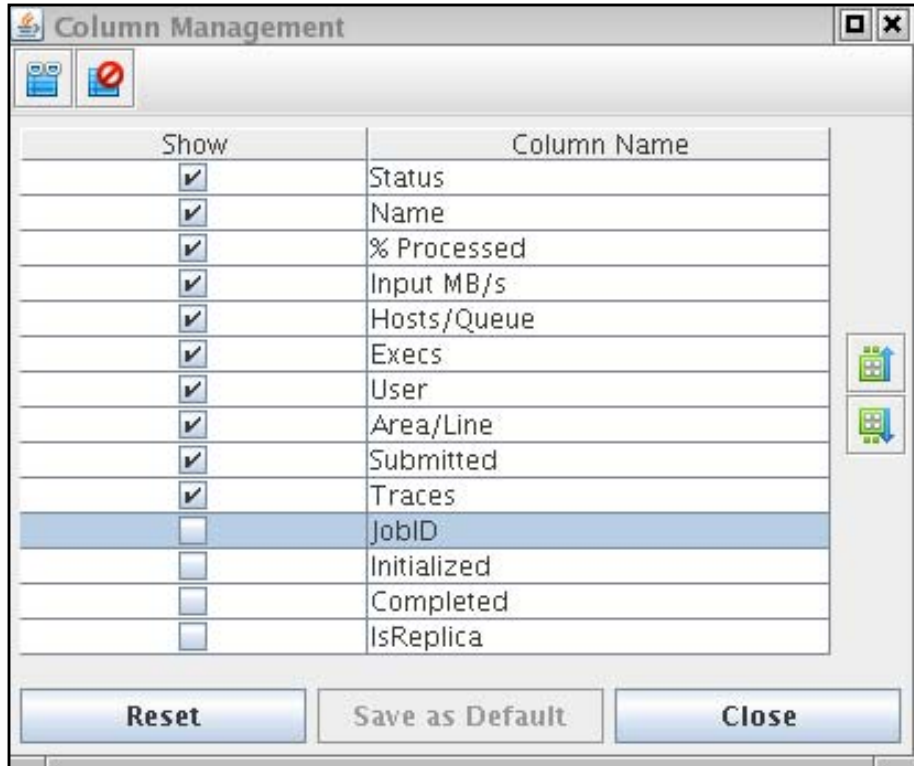 Column Management
Show Column Name
Status
Name
% Processed
Input MB/s
Hosts/Queue
Execs
User
Area/Line
Submitted
Traces
JobID
Initialized
Completed
IsReplica
Reset Save as Default Close